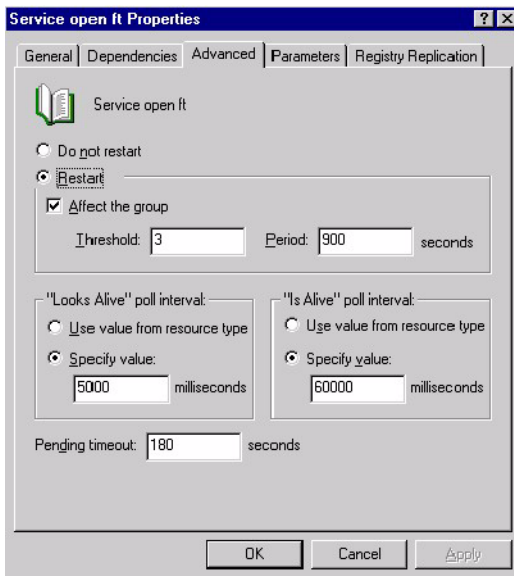 Service open ft Properties
General Dependencies Advanced Parameters Registry Replication
Service open ft
Do not restart
Restart
Affect the group
Threshold: 3 Period: 900 seconds
"Looks Alive" poll interval: "Is Alive" poll interval:
Use value from resource type Use value from resource type
Specify value: Specify value:
5000 milliseconds 60000 milliseconds
Pending timeout: 180 seconds
OK Cancel Apply